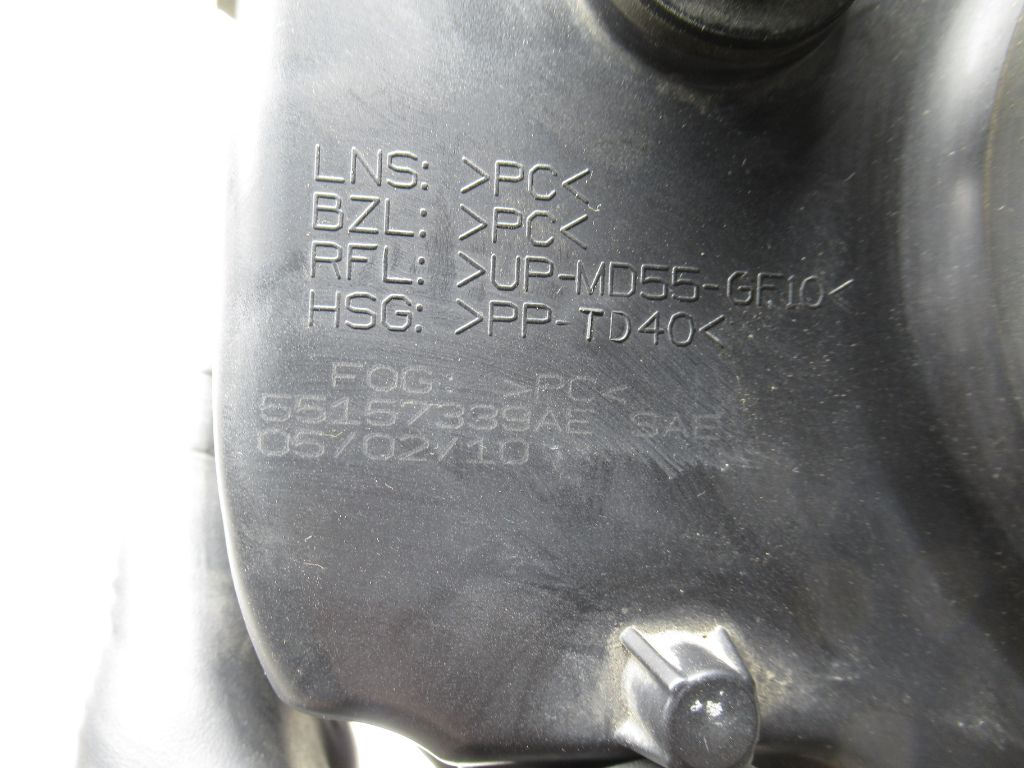 LNS: >PC<
BZL: >PC<
RFL: >UP-MD55-GF10<
HSG: >PP-TD40<
FOG: >PC<
55157339AE SAE
05/02/10